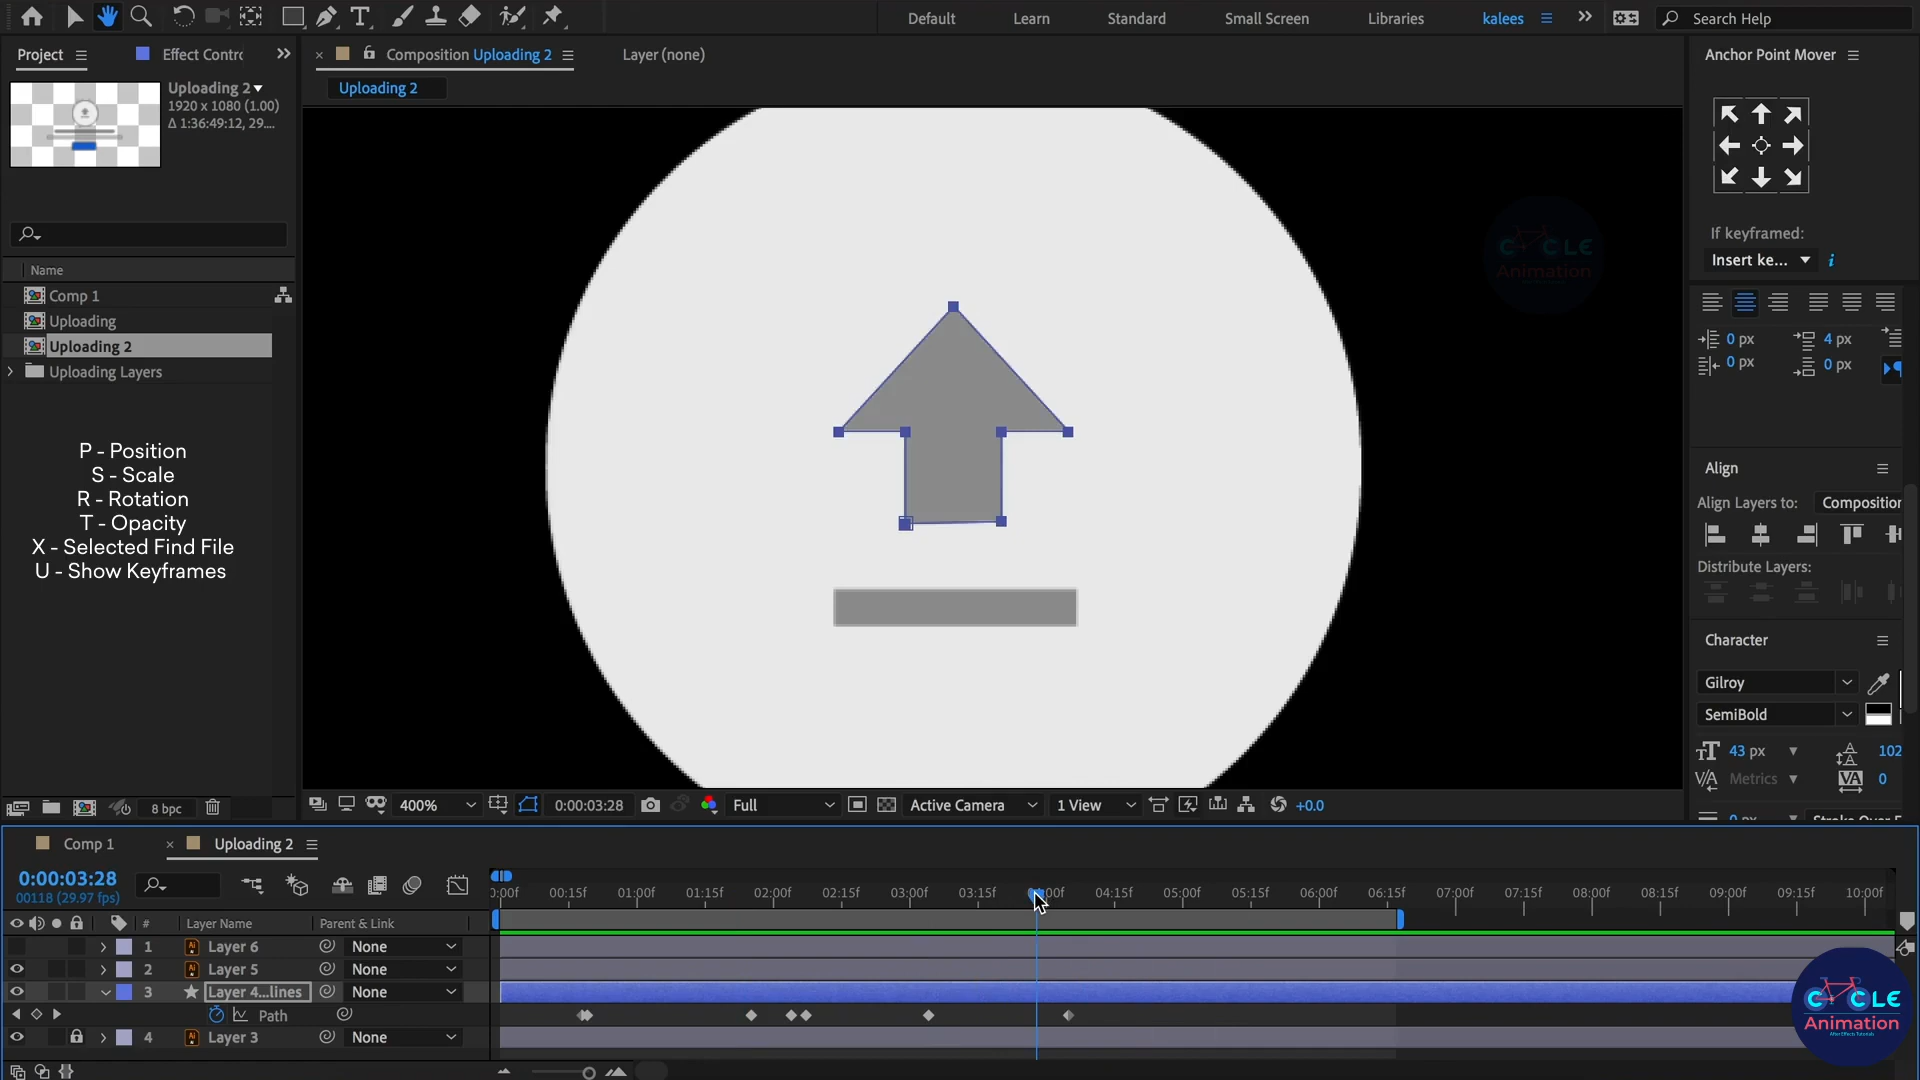 Default
Learn
Standard
Small Screen
Libraries
kalees
Search Help
Project
Effect Contrc
Composition Uploading 2
Layer (none)
Anchor Point Mover
Uploading 2
1920 x 1080 (1.00)
Δ 1:36:49:12, 29....
Uploading 2
If keyframed:
Insert ke...
Name
Comp 1
Uploading
Uploading 2
Uploading Layers
CYCLE
Animation
0 px
4 px
0 px
0 px
P - Position
S - Scale
R - Rotation
T - Opacity
X - Selected Find File
U - Show Keyframes
Align
Align Layers to:
Composition
Distribute Layers:
Character
Gilroy
SemiBold
43 px
102
Metrics
0
8 bpc
400%
0:00:03:28
Full
Active Camera
1 View
+0.0
Comp 1
Uploading 2
0:00:03:28
00118 (29.97 fps)
0:00f
00:15f
01:00f
01:15f
02:00f
02:15f
03:00f
03:15f
04:15f
05:00f
05:15f
06:00f
06:15f
07:00f
07:15f
08:00f
08:15f
09:00f
09:15f
10:00f
#
Layer Name
Parent & Link
1
Layer 6
None
2
Layer 5
None
3
Layer 4...lines
None
Path
4
Layer 3
None
CYCLE
Animation
After Effects Tutorials